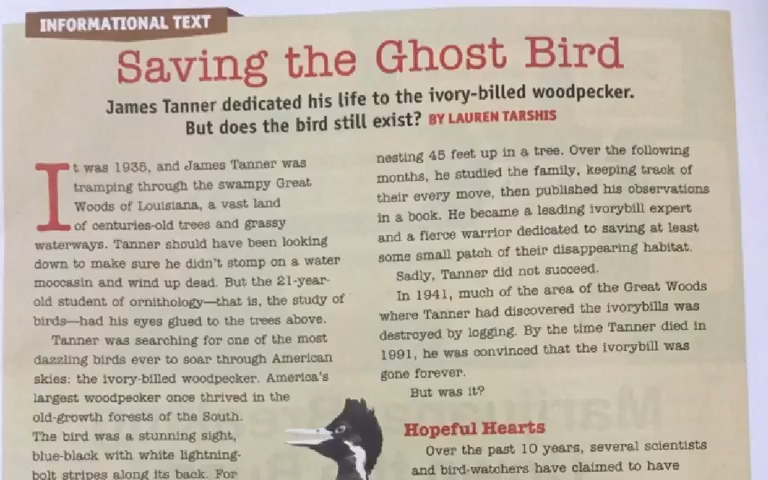 INFORMATIONAL TEXT
Saving the Ghost Bird
James Tanner dedicated his life to the ivory-billed woodpecker.
But does the bird still exist? BY LAUREN TARSHIS
It was 1935, and James Tanner was
tramping through the swampy Great
Woods of Louisiana, a vast land
of centuries-old trees and grassy
waterways. Tanner should have been looking
down to make sure he didn't stomp on a water
moccasin and wind up dead. But the 21-year-
old student of ornithology—that is, the study of
birds—had his eyes glued to the trees above.
Tanner was searching for one of the most
dazzling birds ever to soar through American
skies: the ivory-billed woodpecker. America's
largest woodpecker once thrived in the
old-growth forests of the South.
The bird was a stunning sight,
blue-black with white lightning-
bolt stripes along its back. For
nesting 45 feet up in a tree. Over the following
months, he studied the family, keeping track of
their every move, then published his observations
in a book. He became a leading ivorybill expert
and a fierce warrior dedicated to saving at least
some small patch of their disappearing habitat.
Sadly, Tanner did not succeed.
In 1941, much of the area of the Great Woods
where Tanner had discovered the ivorybills was
destroyed by logging. By the time Tanner died in
1991, he was convinced that the ivorybill was
gone forever.
But was it?
Hopeful Hearts
Over the past 10 years, several scientists
and bird-watchers have claimed to have